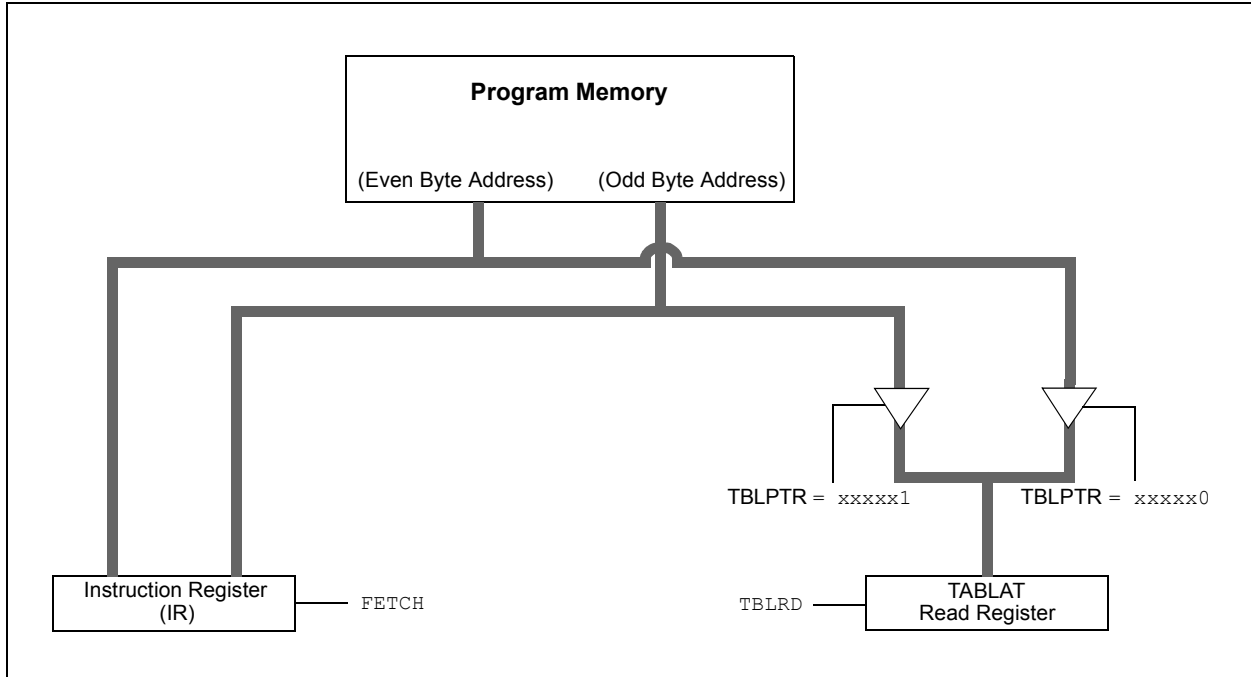 Program Memory
(Even Byte Address)
(Odd Byte Address)
TBLPTR = xxxxx1
TBLPTR = xxxxx0
Instruction Register
(IR)
FETCH
TBLRD
TABLAT
Read Register